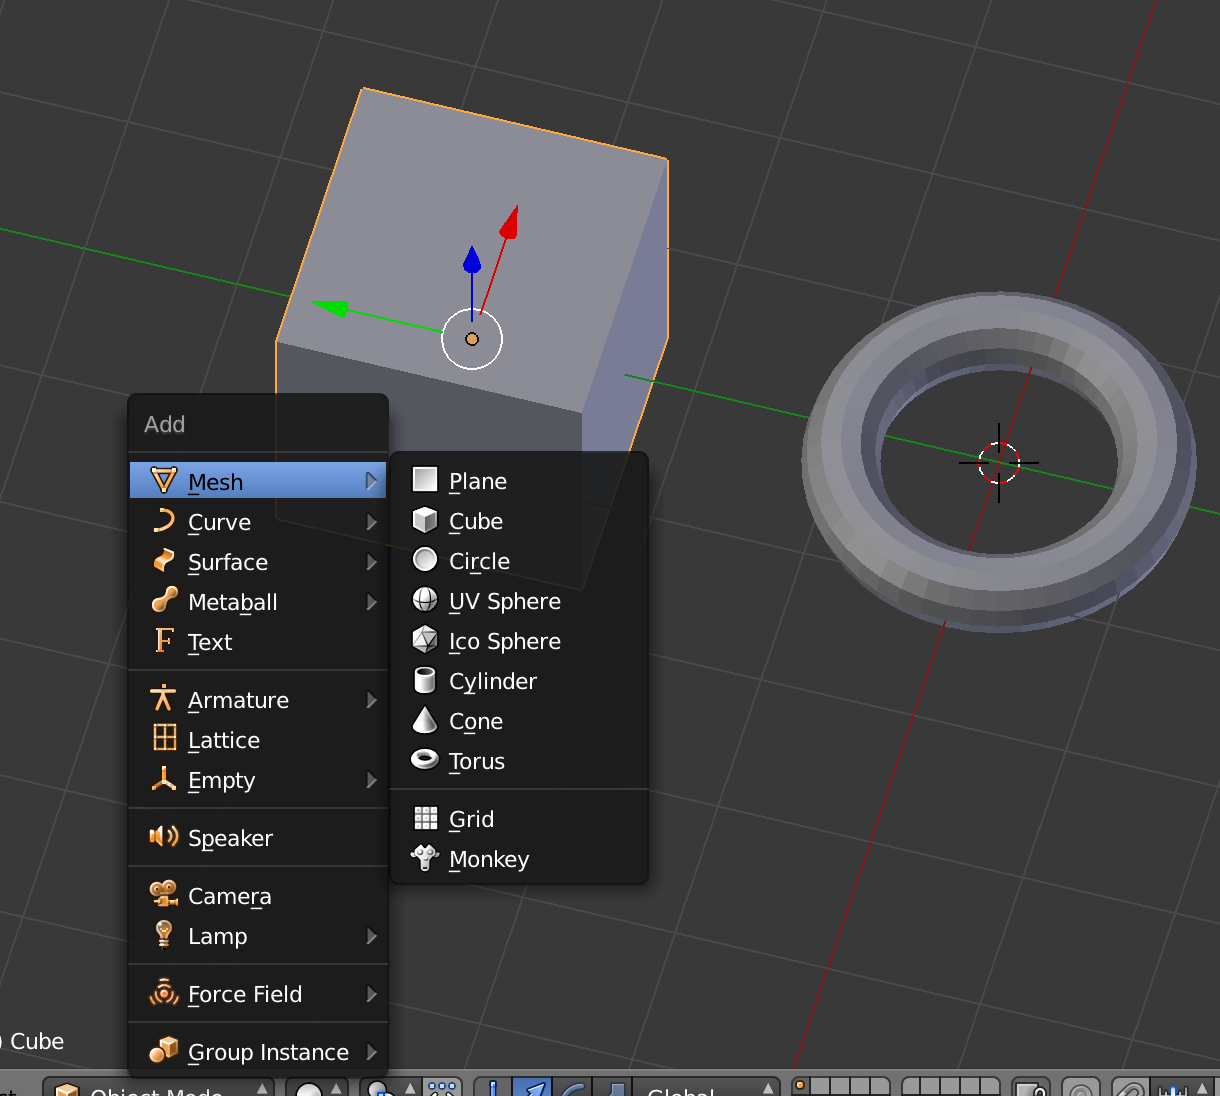 Add
Mesh
Curve
Surface
Metaball
Text
Armature
Lattice
Empty
Speaker
Camera
Lamp
Force Field
Group Instance
Plane
Cube
Circle
UV Sphere
Ico Sphere
Cylinder
Cone
Torus
Grid
Monkey
) Cube
Object Mode
Global